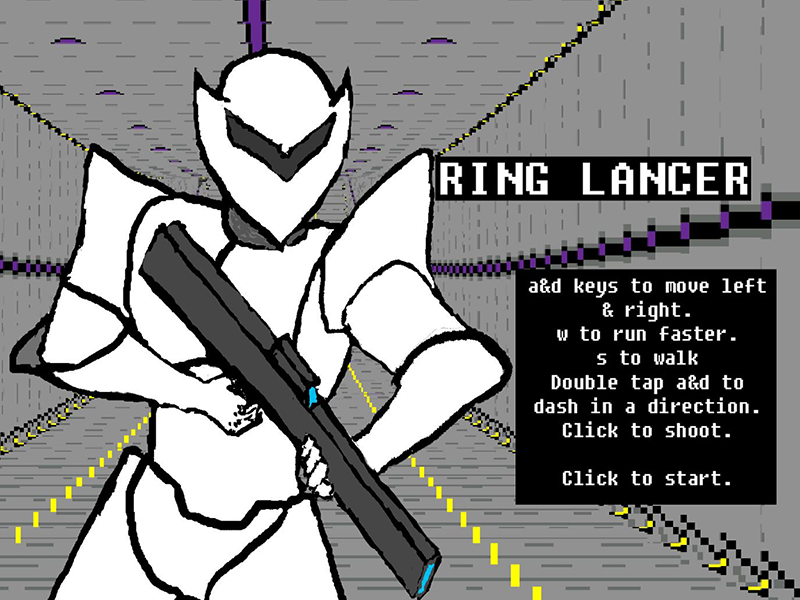 RING LANCER
a&d keys to move left
& right.
w to run faster.
s to walk
Double tap a&d to
dash in a direction.
Click to shoot.
Click to start.